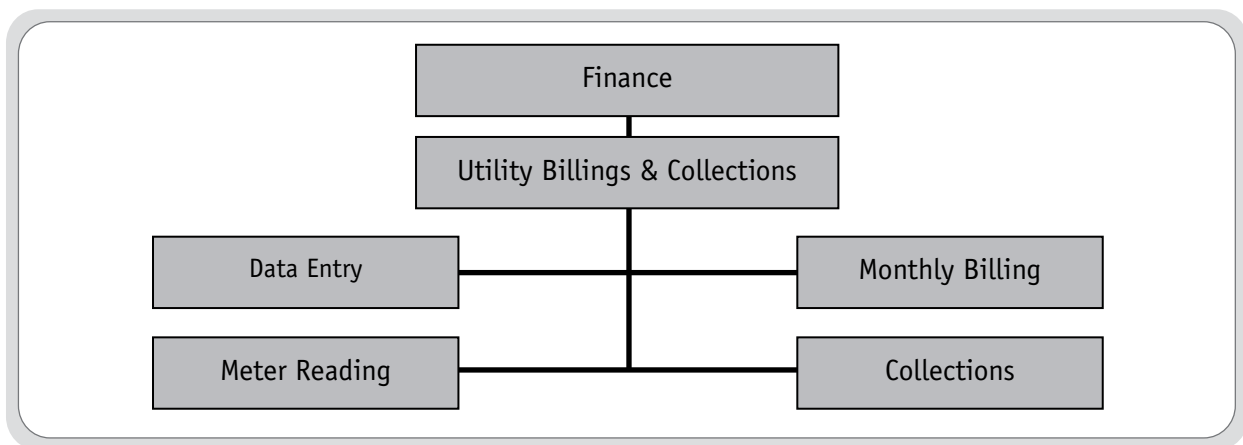 Finance
Utility Billings & Collections
Data Entry
Monthly Billing
Meter Reading
Collections